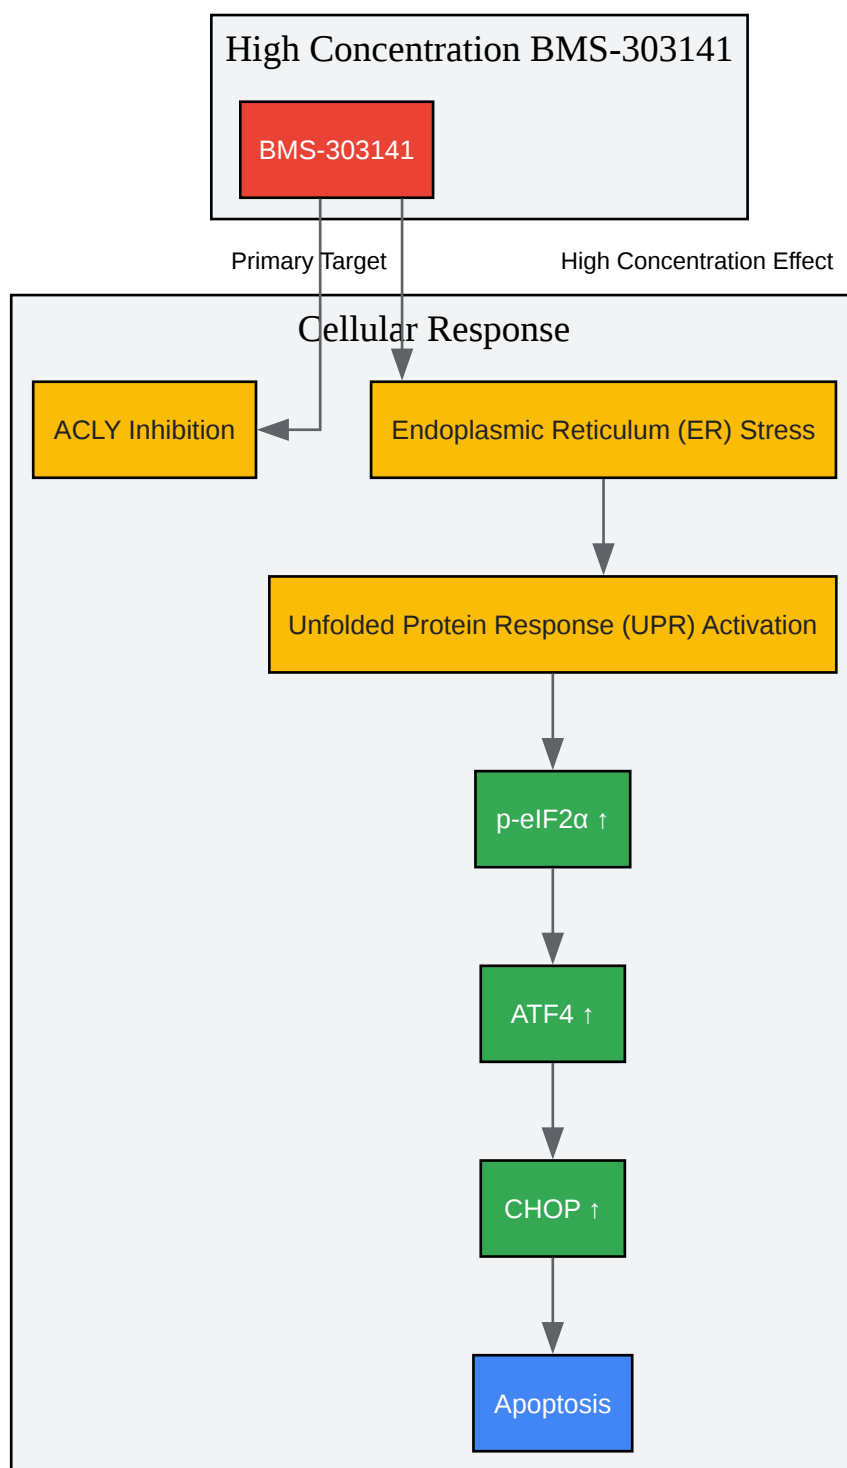 High Concentration BMS-303141
BMS-303141
Primary Target
High Concentration Effect
Cellular Response
ACLY Inhibition
Endoplasmic Reticulum (ER) Stress
Unfolded Protein Response (UPR) Activation
p-eIF2α ↑
ATF4 ↑
CHOP ↑
Apoptosis